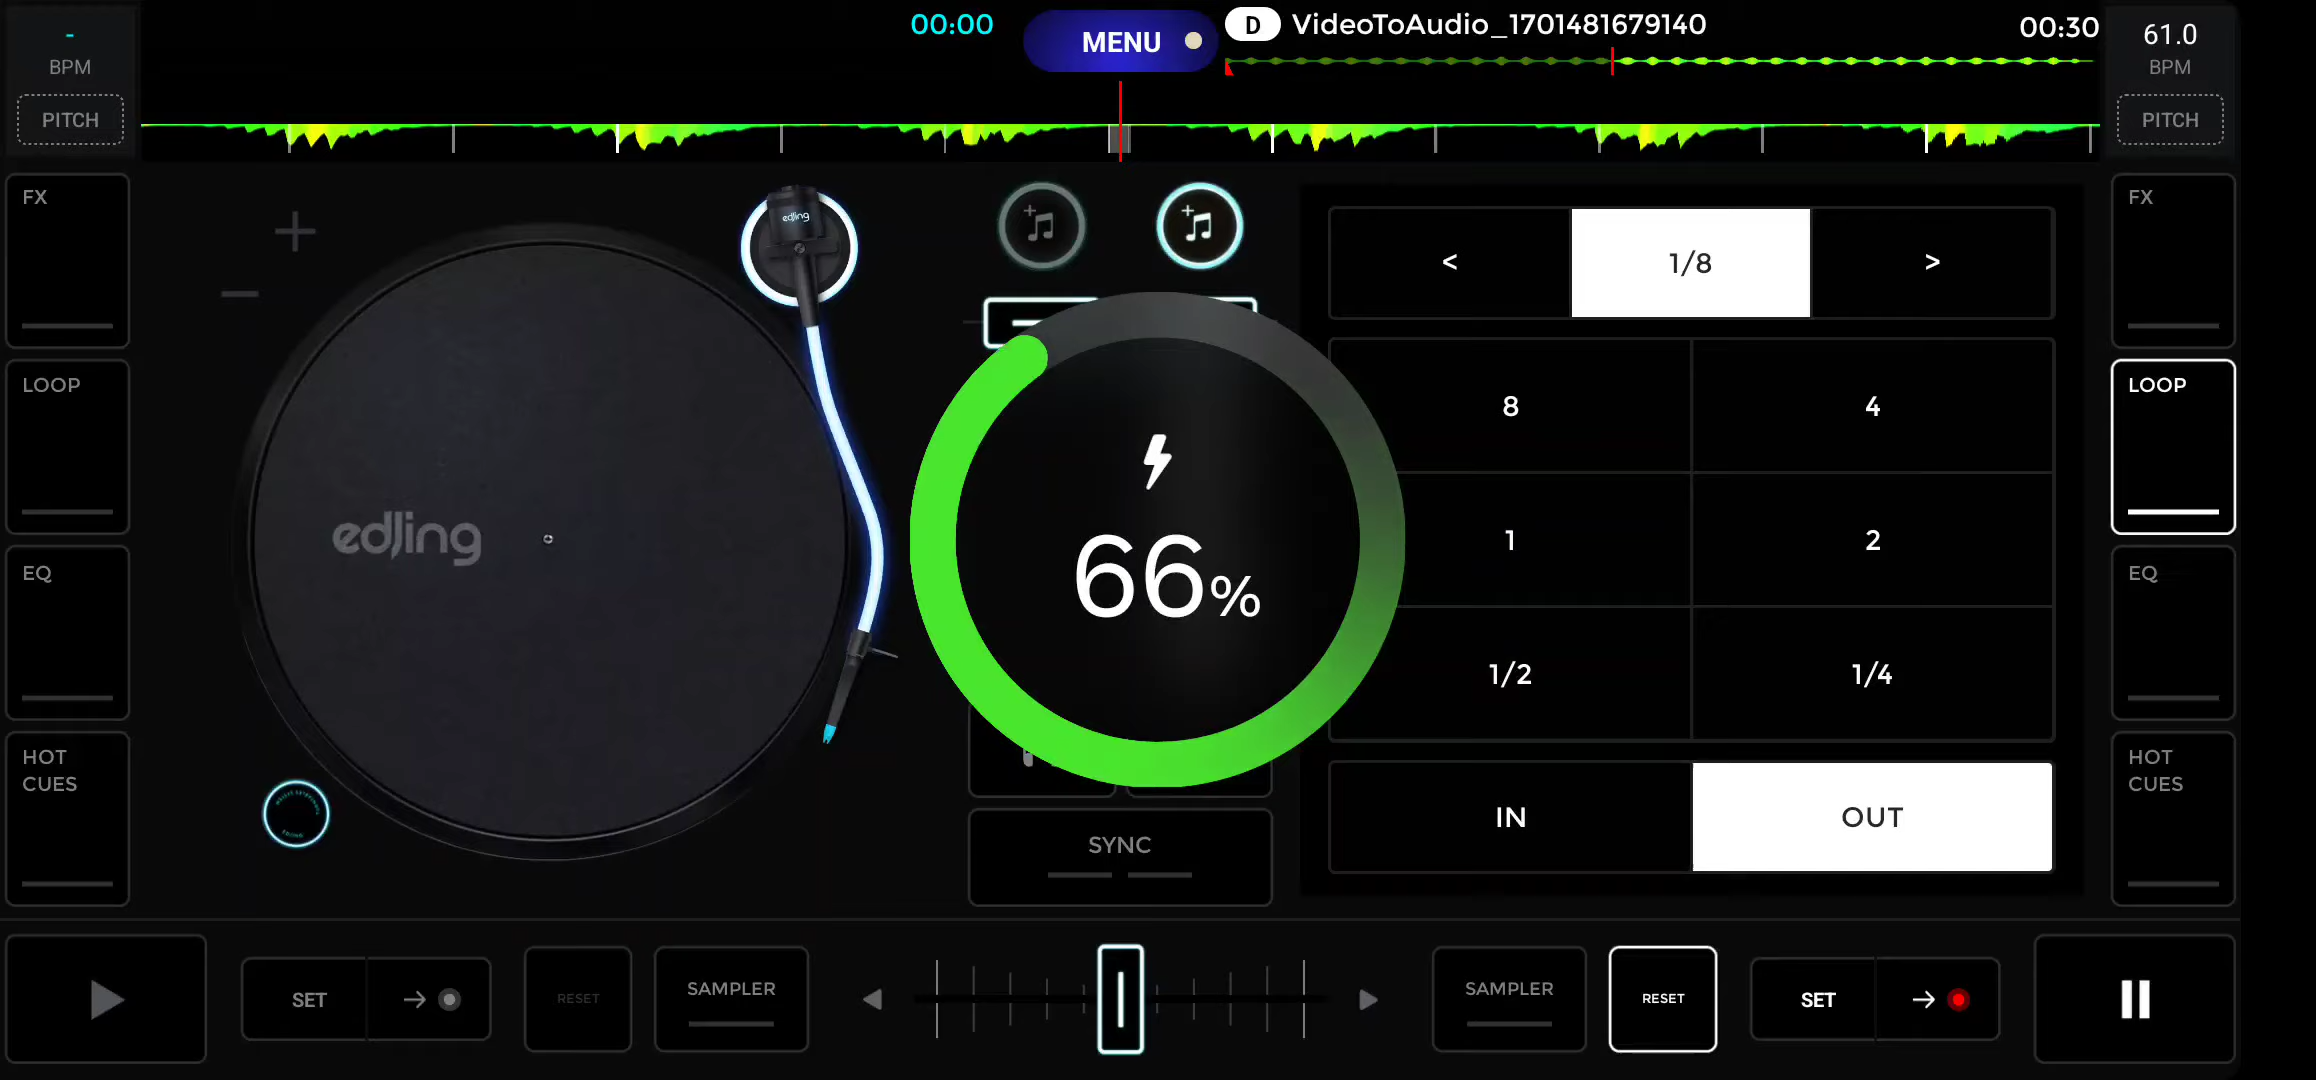 -
BPM
PITCH
00:00
MENU
D VideoToAudio_1701481679140
00:30
61.0
BPM
PITCH
FX
LOOP
EQ
HOT
CUES
edjing
edjing
66%
SYNC
< 1/8 >
8 4
1 2
1/2 1/4
IN OUT
FX
LOOP
EQ
HOT
CUES
SET
RESET
SAMPLER
SAMPLER
RESET
SET